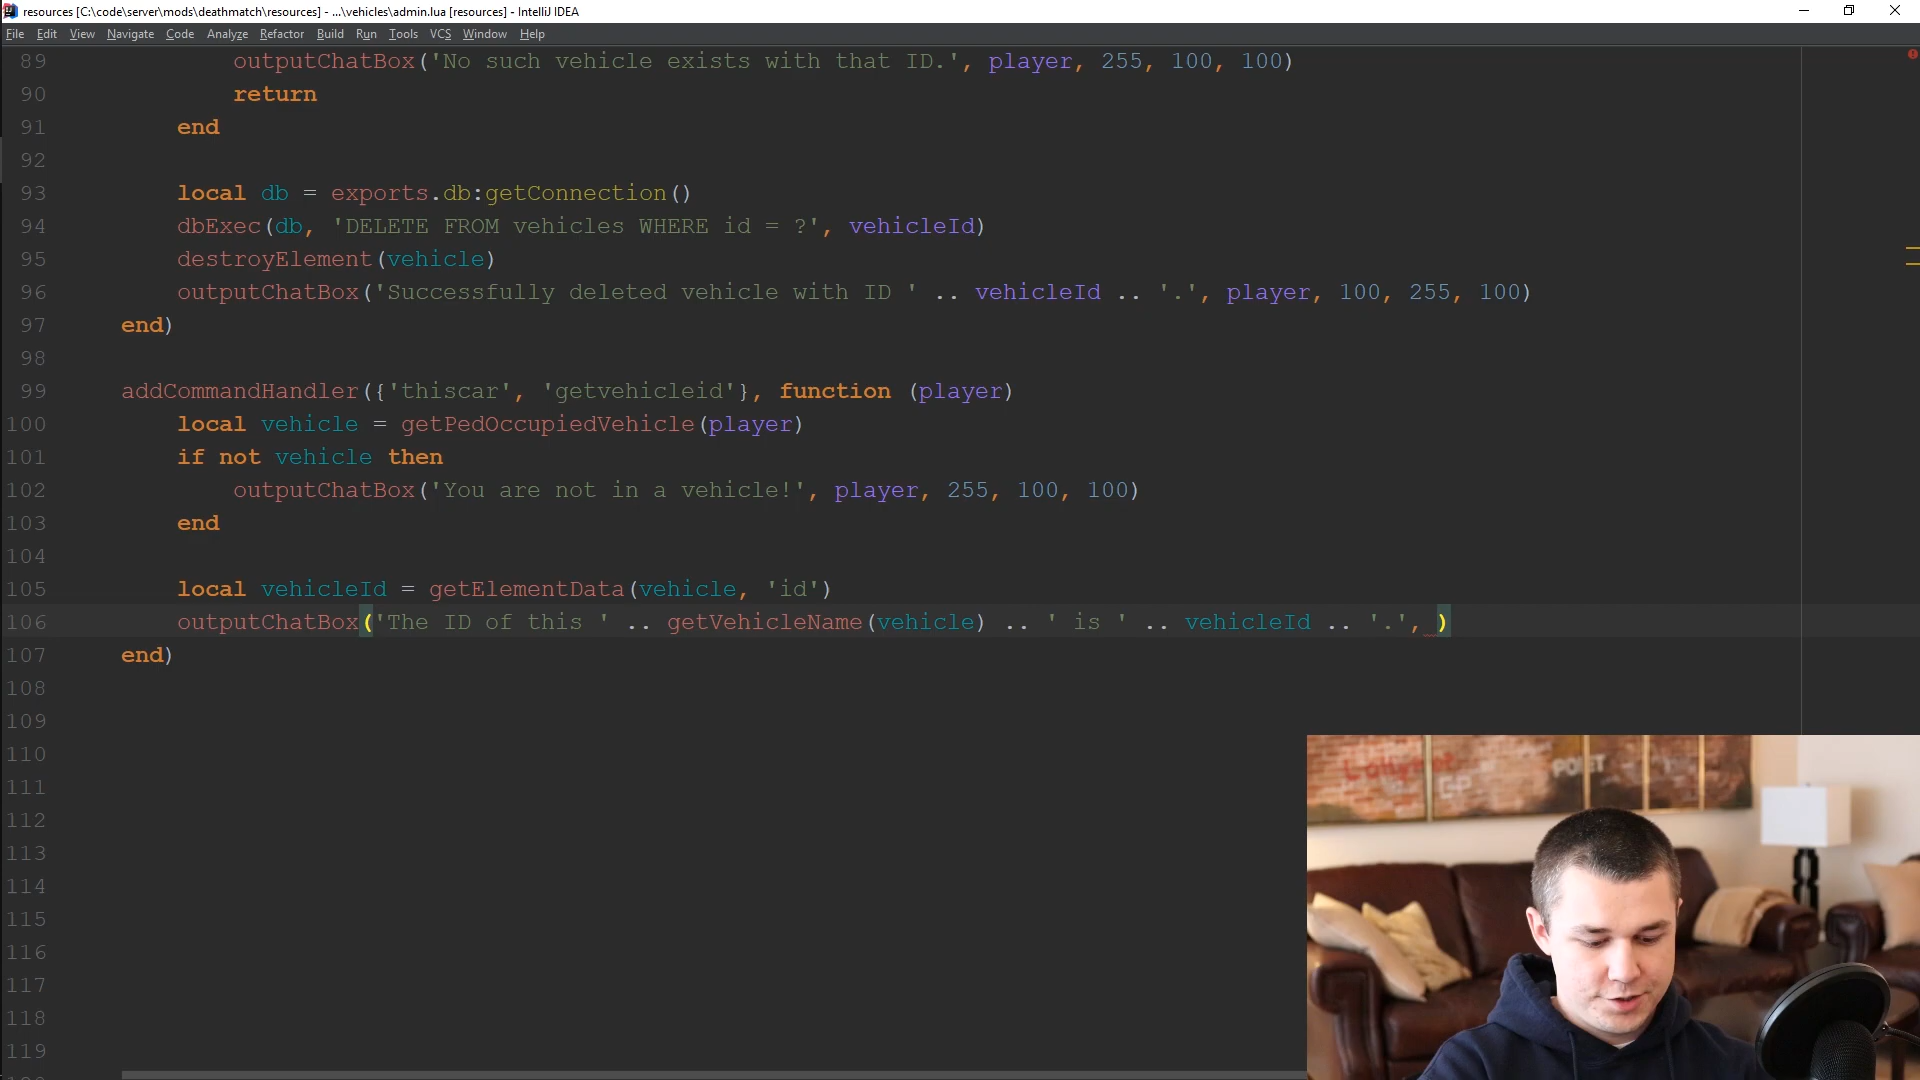 resources [C:\code\server\mods\deathmatch\resources] - ...\vehicles\admin.lua [resources] - IntelliJ IDEA
File Edit View Navigate Code Analyze Refactor Build Run Tools VCS Window Help
89 outputChatBox('No such vehicle exists with that ID.', player, 255, 100, 100)
90 return
91 end
92
93 local db = exports.db:getConnection()
94 dbExec(db, 'DELETE FROM vehicles WHERE id = ?', vehicleId)
95 destroyElement(vehicle)
96 outputChatBox('Successfully deleted vehicle with ID ' .. vehicleId .. '.', player, 100, 255, 100)
97 end)
98
99 addCommandHandler({'thiscar', 'getvehicleid'}, function (player)
100 local vehicle = getPedOccupiedVehicle(player)
101 if not vehicle then
102 outputChatBox('You are not in a vehicle!', player, 255, 100, 100)
103 end
104
105 local vehicleId = getElementData(vehicle, 'id')
106 outputChatBox('The ID of this ' .. getVehicleName(vehicle) .. ' is ' .. vehicleId .. '.', )
107 end)
108
109
110
111
112
113
114
115
116
117
118
119